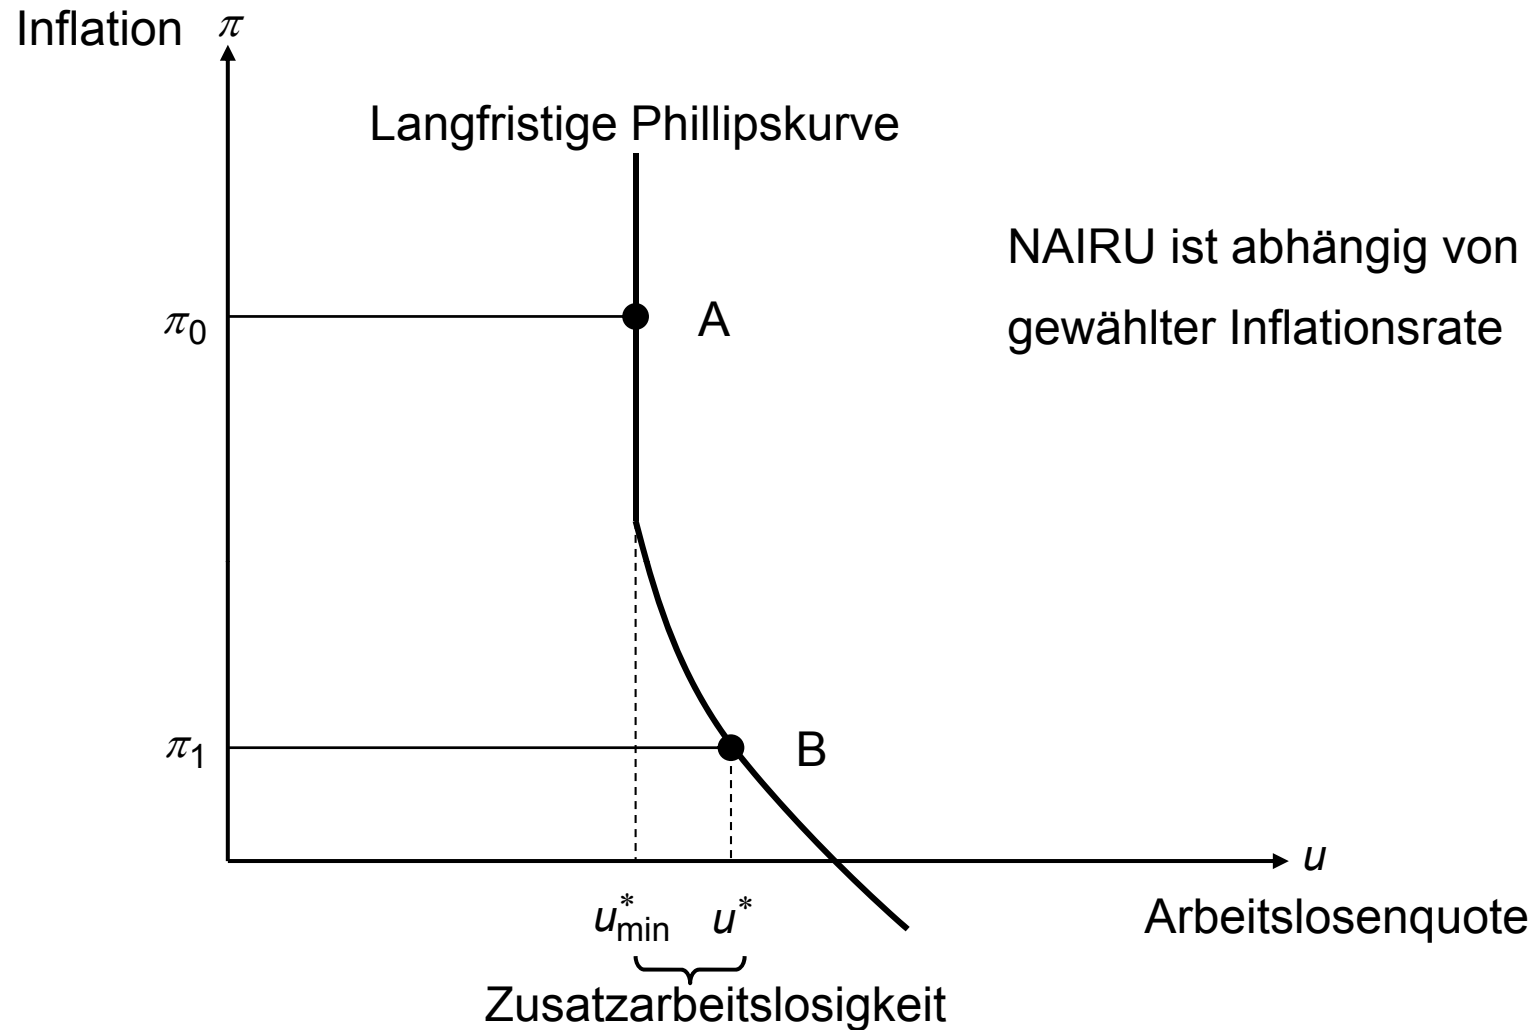 Inflation π
Langfristige Phillipskurve
NAIRU ist abhängig von
gewählter Inflationsrate
π0
A
π1
B
u
u*min
u*
Arbeitslosenquote
Zusatzarbeitslosigkeit